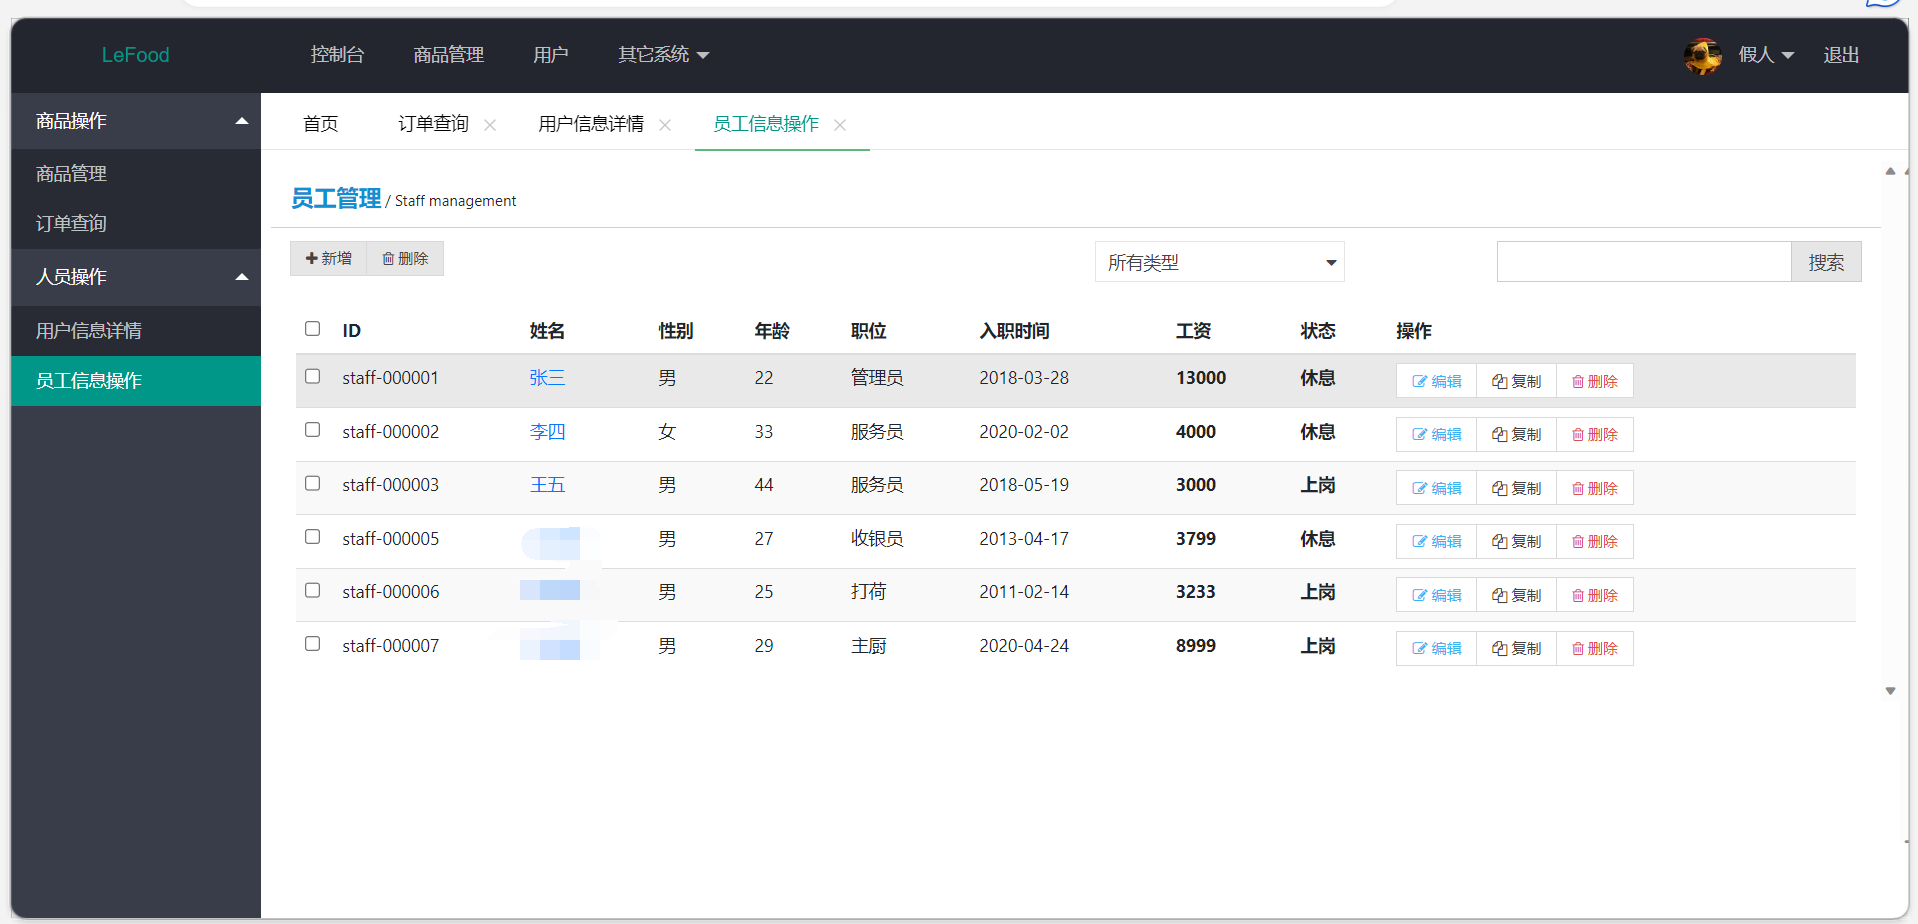 LeFood 控制台 商品管理 用户 其它系统 假人 退出
商品操作
商品管理
订单查询
人员操作
用户信息详情
员工信息操作
首页 订单查询 用户信息详情 员工信息操作
员工管理 / Staff management
新增 删除 所有类型 搜索
ID 姓名 性别 年龄 职位 入职时间 工资 状态 操作
staff-000001 张三 男 22 管理员 2018-03-28 13000 休息 编辑 复制 删除
staff-000002 李四 女 33 服务员 2020-02-02 4000 休息 编辑 复制 删除
staff-000003 王五 男 44 服务员 2018-05-19 3000 上岗 编辑 复制 删除
staff-000005 男 27 收银员 2013-04-17 3799 休息 编辑 复制 删除
staff-000006 男 25 打荷 2011-02-14 3233 上岗 编辑 复制 删除
staff-000007 男 29 主厨 2020-04-24 8999 上岗 编辑 复制 删除